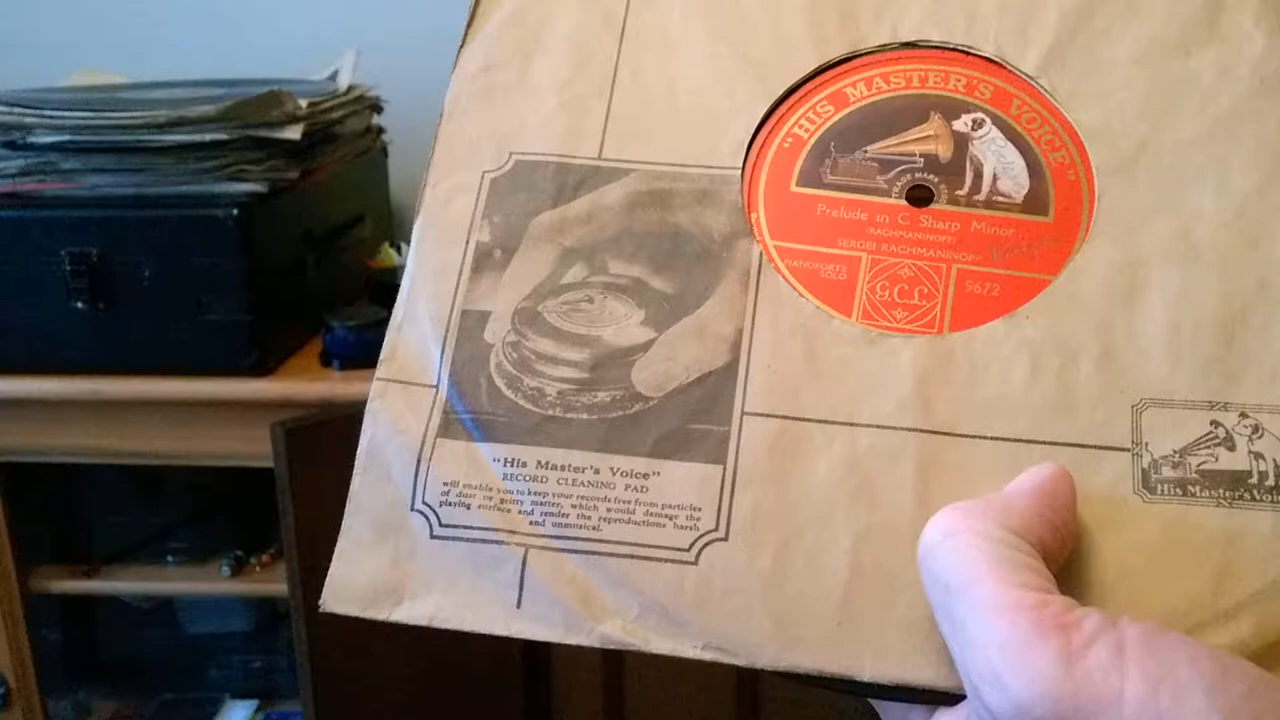 "HIS MASTER'S VOICE"
TRADE MARK
Prelude in C Sharp Minor
(RACHMANINOFF)
SERGEI RACHMANINOFF
PIANOFORTE
SOLO
G.C.L.
5672
"His Master's Voice"
RECORD CLEANING PAD
will enable you to keep your records free from particles
of dust or gritty matter, which would damage the
playing surface and render the reproductions harsh
and unmusical.
His Master's Voi